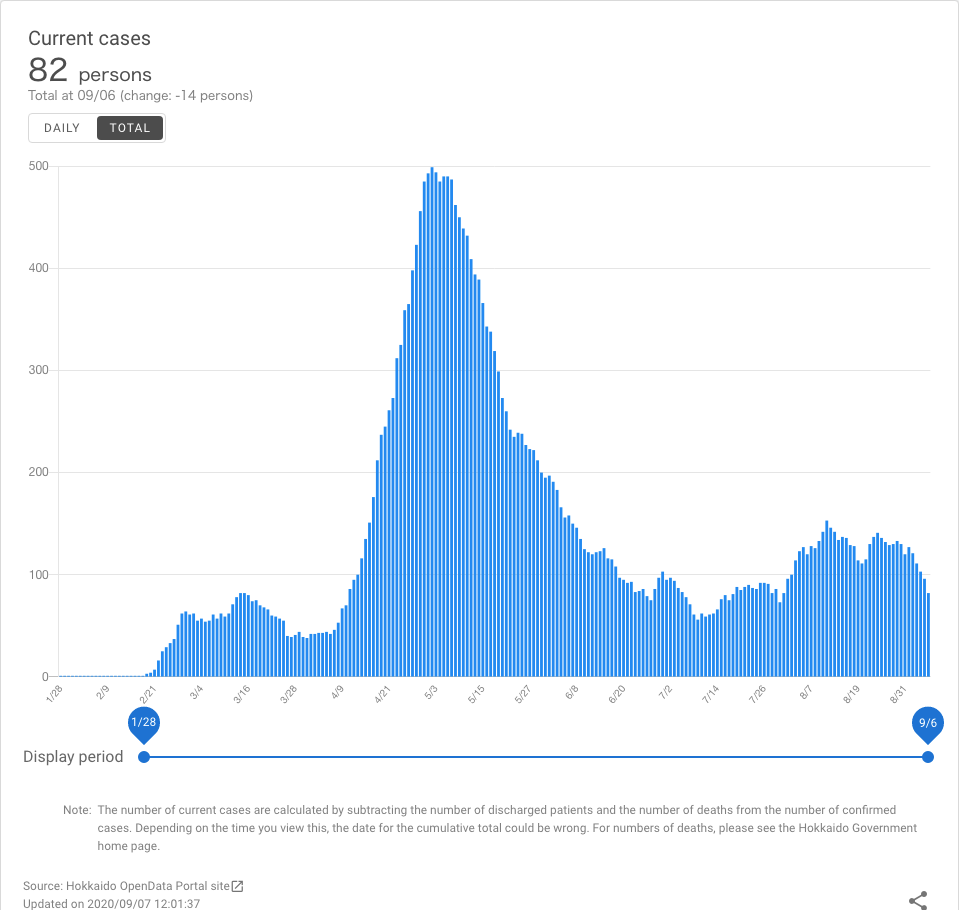 Current cases
82 persons
Total at 09/06 (change: -14 persons)
DAILY TOTAL
500
400
300
200
100
0
1/28 2/9 2/21 3/4 3/16 3/28 4/9 4/21 5/3 5/15 5/27 6/8 6/20 7/2 7/14 7/26 8/7 8/19 8/31
1/28 9/6
Display period
Note: The number of current cases are calculated by subtracting the number of discharged patients and the number of deaths from the number of confirmed
cases. Depending on the time you view this, the date for the cumulative total could be wrong. For numbers of deaths, please see the Hokkaido Government
home page.
Source: Hokkaido OpenData Portal site
Updated on 2020/09/07 12:01:37